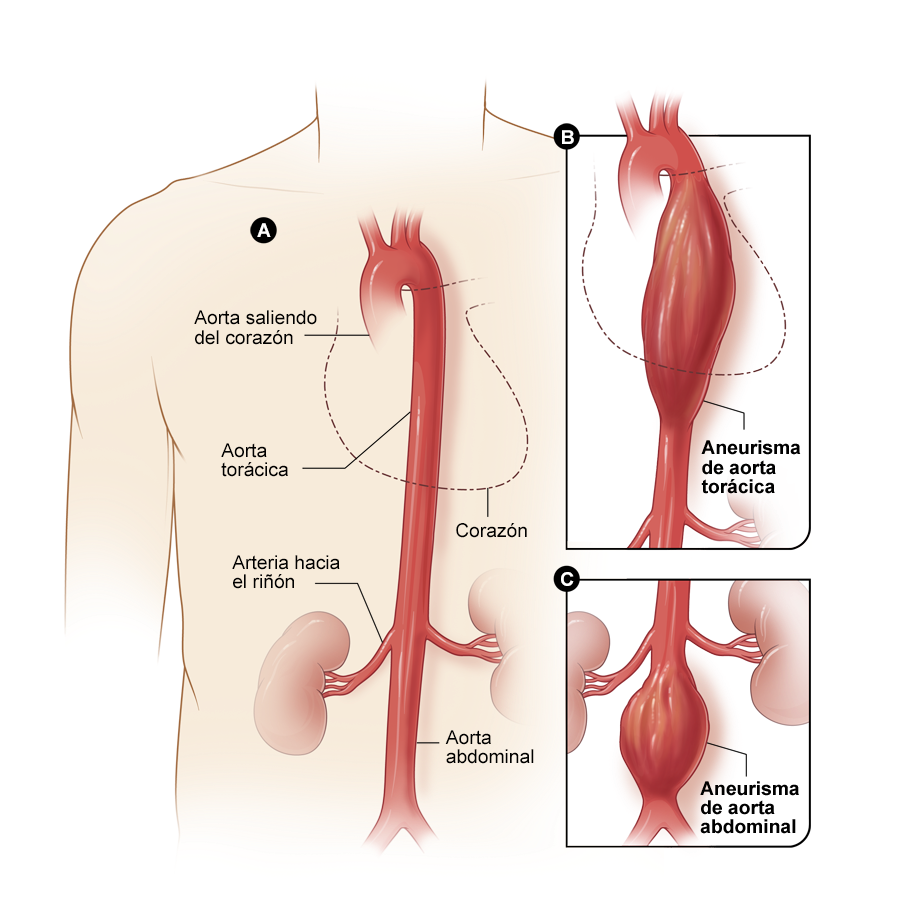 A
Aorta saliendo
del corazón
Aorta
torácica
Corazón
Arteria hacia
el riñón
Aorta
abdominal
B
Aneurisma
de aorta
torácica
C
Aneurisma
de aorta
abdominal